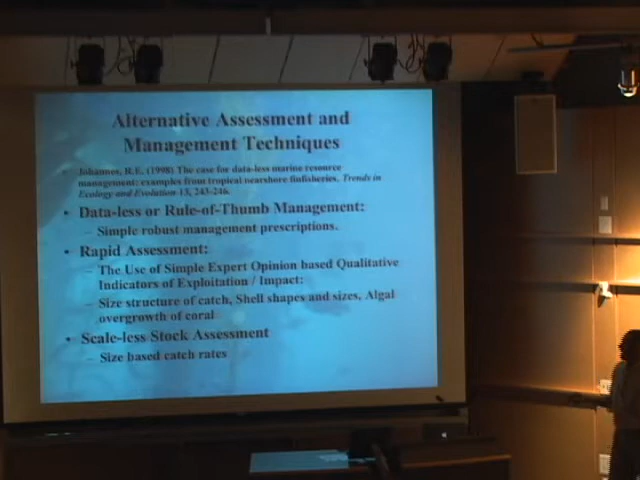 Alternative Assessment and
Management Techniques
Johannes, R.E. (1998) The case for data-less marine resource
management: examples from tropical nearshore finfisheries. Trends in
Ecology and Evolution 13, 243-246.
• Data-less or Rule-of-Thumb Management:
– Simple robust management prescriptions.
• Rapid Assessment:
– The Use of Simple Expert Opinion based Qualitative
Indicators of Exploitation / Impact:
– Size structure of catch, Shell shapes and sizes, Algal
overgrowth of coral
• Scale-less Stock Assessment
– Size based catch rates